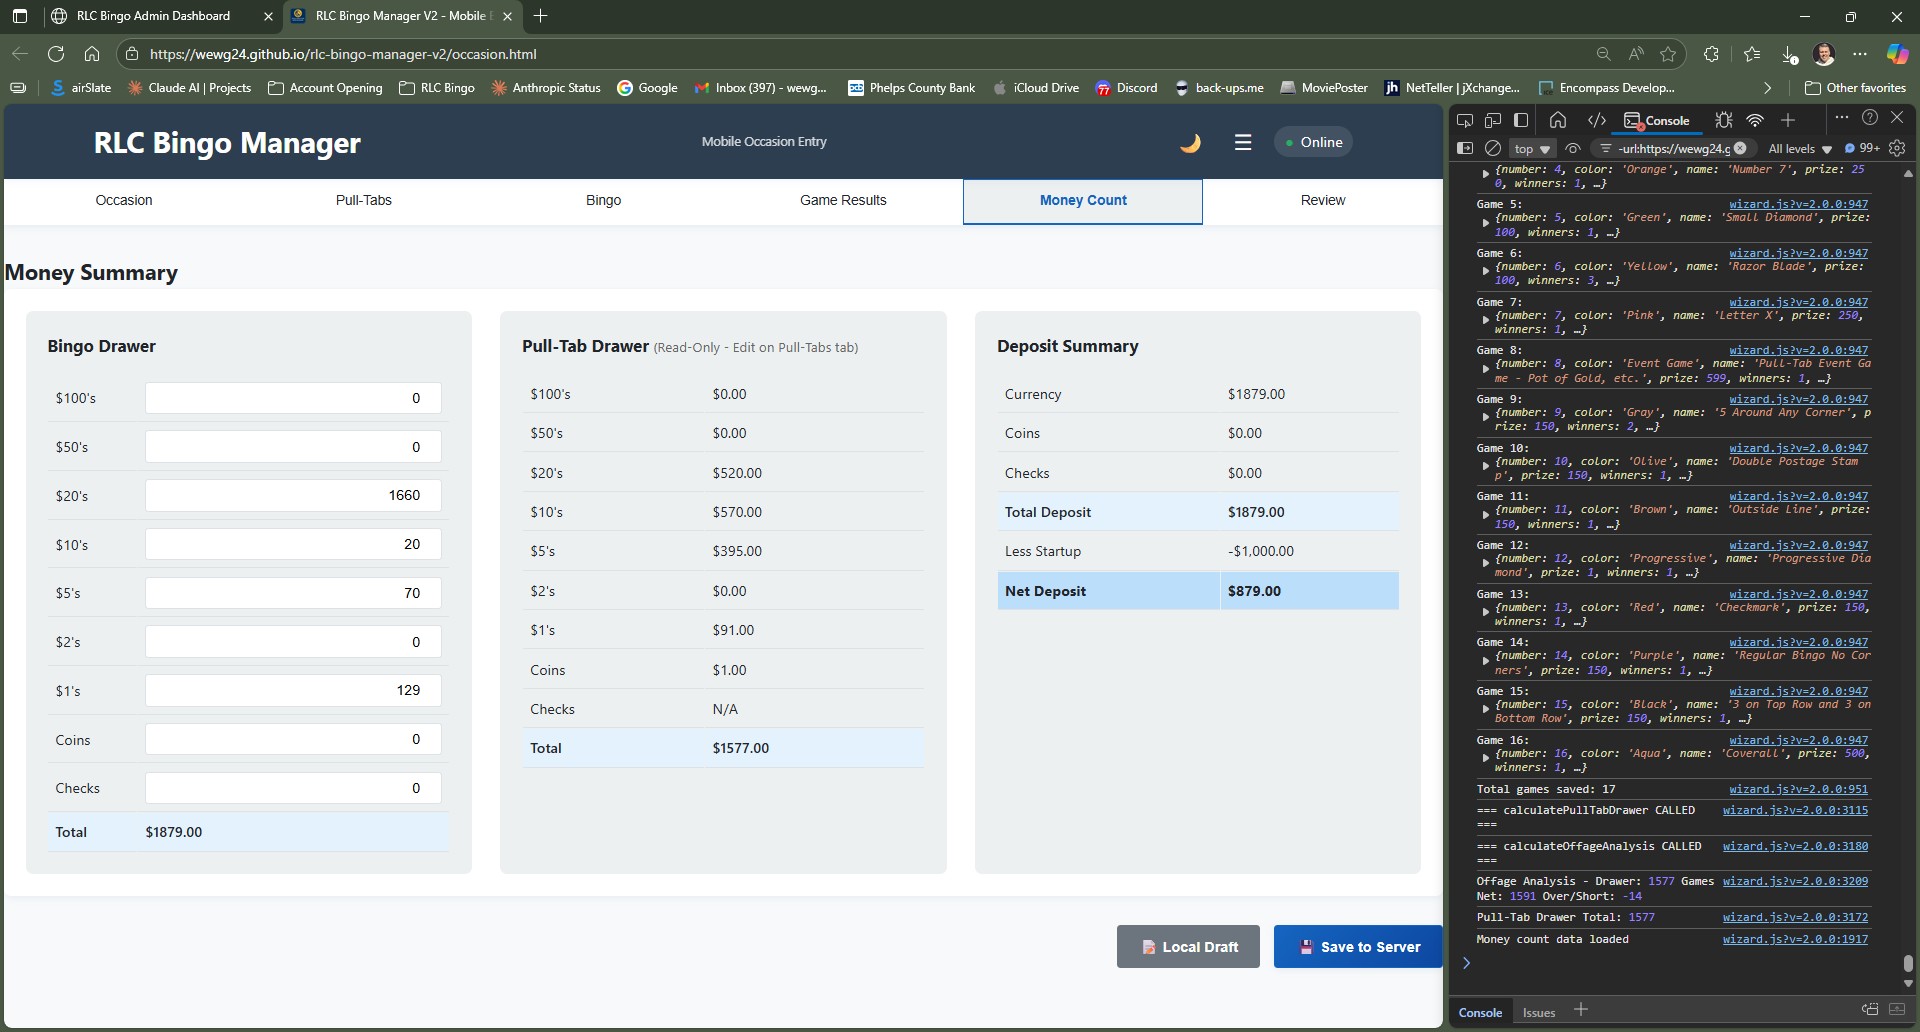 RLC Bingo Admin Dashboard
RLC Bingo Manager V2 - Mobile E
https://wewg24.github.io/rlc-bingo-manager-v2/occasion.html
airSlate
Claude AI | Projects
Account Opening
RLC Bingo
Anthropic Status
Google
Inbox (397) - wewg...
Phelps County Bank
iCloud Drive
Discord
back-ups.me
MoviePoster
NetTeller | jXchange...
Encompass Develop...
Other favorites
RLC Bingo Manager
Mobile Occasion Entry
Online
Occasion
Pull-Tabs
Bingo
Game Results
Money Count
Review
Money Summary
Bingo Drawer
$100's 0
$50's 0
$20's 1660
$10's 20
$5's 70
$2's 0
$1's 129
Coins 0
Checks 0
Total $1879.00
Pull-Tab Drawer (Read-Only - Edit on Pull-Tabs tab)
$100's $0.00
$50's $0.00
$20's $520.00
$10's $570.00
$5's $395.00
$2's $0.00
$1's $91.00
Coins $1.00
Checks N/A
Total $1577.00
Deposit Summary
Currency $1879.00
Coins $0.00
Checks $0.00
Total Deposit $1879.00
Less Startup -$1,000.00
Net Deposit $879.00
Local Draft
Save to Server
Console
top
-url:https://wewg24.g
All levels
99+
{number: 4, color: 'Orange', name: 'Number 7', prize: 25
0, winners: 1, …}
Game 5: wizard.js?v=2.0.0:947
{number: 5, color: 'Green', name: 'Small Diamond', prize:
100, winners: 1, …}
Game 6: wizard.js?v=2.0.0:947
{number: 6, color: 'Yellow', name: 'Razor Blade', prize:
100, winners: 3, …}
Game 7: wizard.js?v=2.0.0:947
{number: 7, color: 'Pink', name: 'Letter X', prize: 250,
winners: 1, …}
Game 8: wizard.js?v=2.0.0:947
{number: 8, color: 'Event Game', name: 'Pull-Tab Event Ga
me - Pot of Gold, etc.', prize: 599, winners: 1, …}
Game 9: wizard.js?v=2.0.0:947
{number: 9, color: 'Gray', name: '5 Around Any Corner', p
rize: 150, winners: 2, …}
Game 10: wizard.js?v=2.0.0:947
{number: 10, color: 'Olive', name: 'Double Postage Stam
p', prize: 150, winners: 1, …}
Game 11: wizard.js?v=2.0.0:947
{number: 11, color: 'Brown', name: 'Outside Line', prize:
150, winners: 1, …}
Game 12: wizard.js?v=2.0.0:947
{number: 12, color: 'Progressive', name: 'Progressive Dia
mond', prize: 1, winners: 1, …}
Game 13: wizard.js?v=2.0.0:947
{number: 13, color: 'Red', name: 'Checkmark', prize: 150,
winners: 1, …}
Game 14: wizard.js?v=2.0.0:947
{number: 14, color: 'Purple', name: 'Regular Bingo No Cor
ners', prize: 150, winners: 1, …}
Game 15: wizard.js?v=2.0.0:947
{number: 15, color: 'Black', name: '3 on Top Row and 3 on
Bottom Row', prize: 150, winners: 1, …}
Game 16: wizard.js?v=2.0.0:947
{number: 16, color: 'Aqua', name: 'Coverall', prize: 500,
winners: 1, …}
Total games saved: 17 wizard.js?v=2.0.0:951
=== calculatePullTabDrawer CALLED wizard.js?v=2.0.0:3115
===
=== calculateOffageAnalysis CALLED wizard.js?v=2.0.0:3180
===
Offage Analysis - Drawer: 1577 Games wizard.js?v=2.0.0:3209
Net: 1591 Over/Short: -14
Pull-Tab Drawer Total: 1577 wizard.js?v=2.0.0:3172
Money count data loaded wizard.js?v=2.0.0:1917
Console
Issues